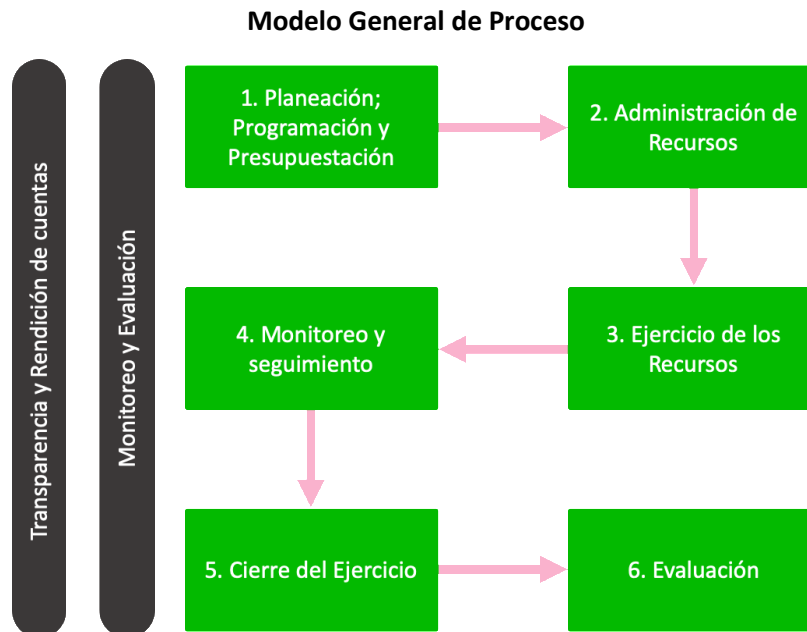 Modelo General de Proceso
Transparencia y Rendición de cuentas
Monitoreo y Evaluación
1. Planeación;
Programación y
Presupuestación
2. Administración de
Recursos
3. Ejercicio de los
Recursos
4. Monitoreo y
seguimiento
5. Cierre del Ejercicio
6. Evaluación